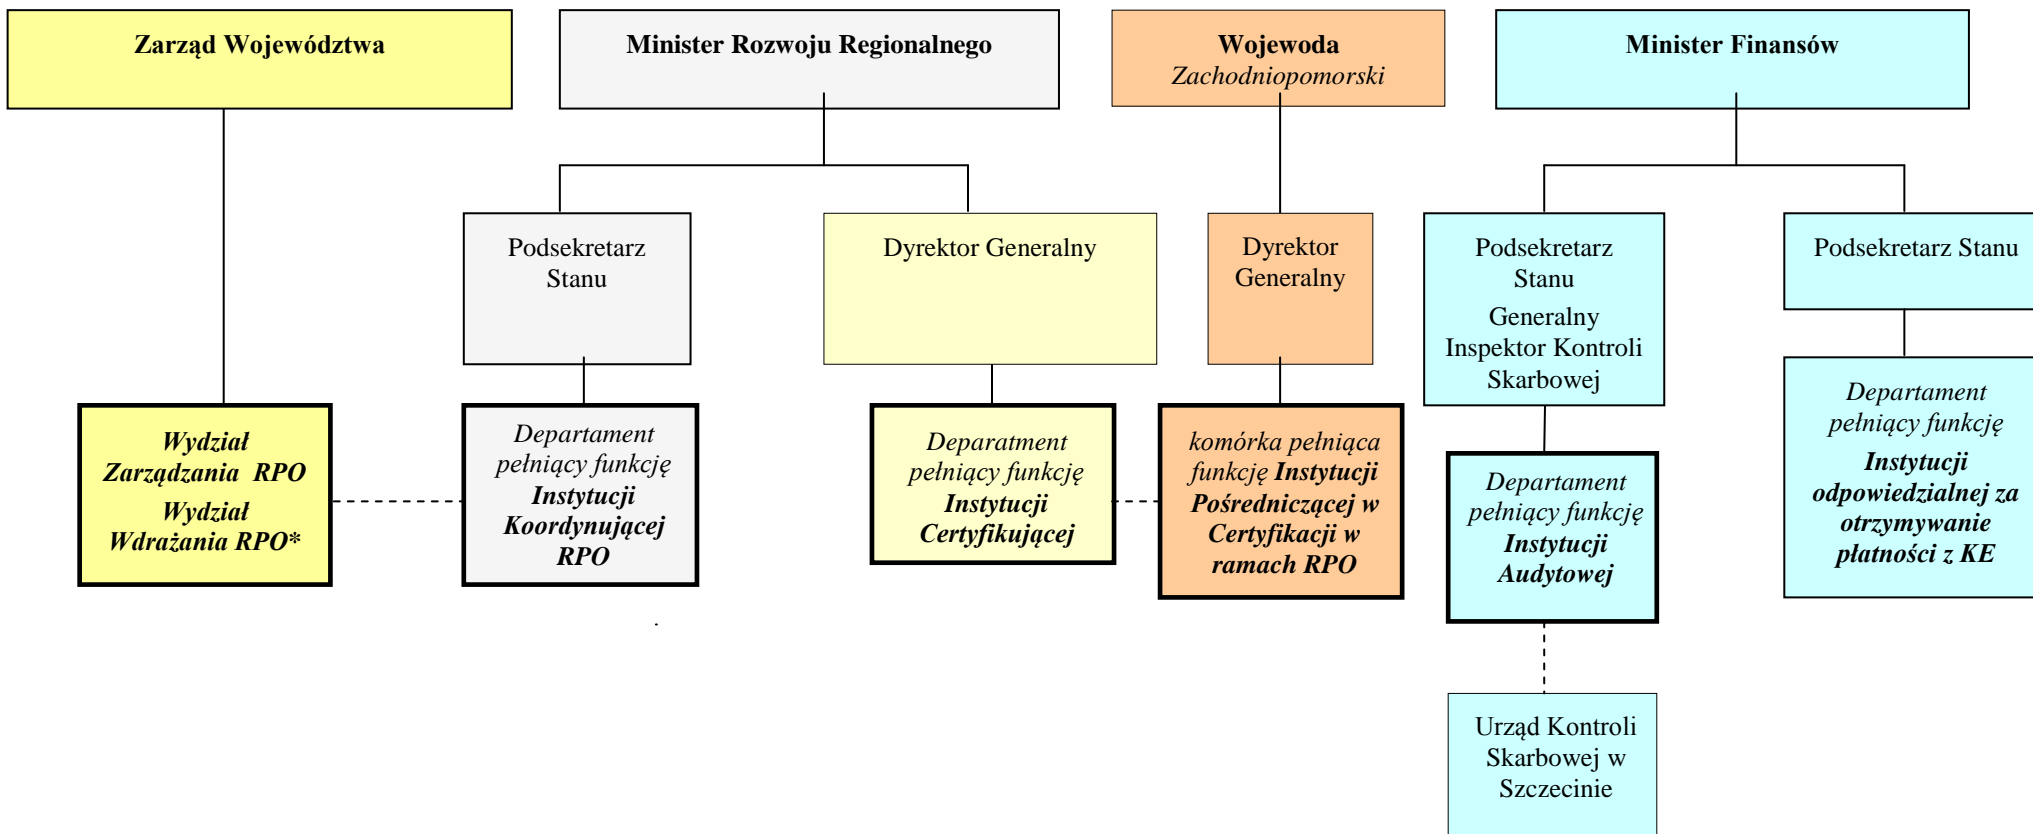 Zarząd Województwa
Minister Rozwoju Regionalnego
Wojewoda
Zachodniopomorski
Minister Finansów
Podsekretarz
Stanu
Dyrektor Generalny
Dyrektor
Generalny
Podsekretarz
Stanu
Generalny
Inspektor Kontroli
Skarbowej
Podsekretarz Stanu
Wydział
Zarządzania RPO
Wydział
Wdrażania RPO*
Departament
pełniący funkcję
Instytucji
Koordynującej
RPO
Deparatment
pełniący funkcję
Instytucji
Certyfikującej
komórka pełniąca
funkcję Instytucji
Pośredniczącej w
Certyfikacji w
ramach RPO
Departament
pełniący funkcję
Instytucji
Audytowej
Departament
pełniący funkcję
Instytucji
odpowiedzialnej za
otrzymywanie
płatności z KE
Urząd Kontroli
Skarbowej w
Szczecinie